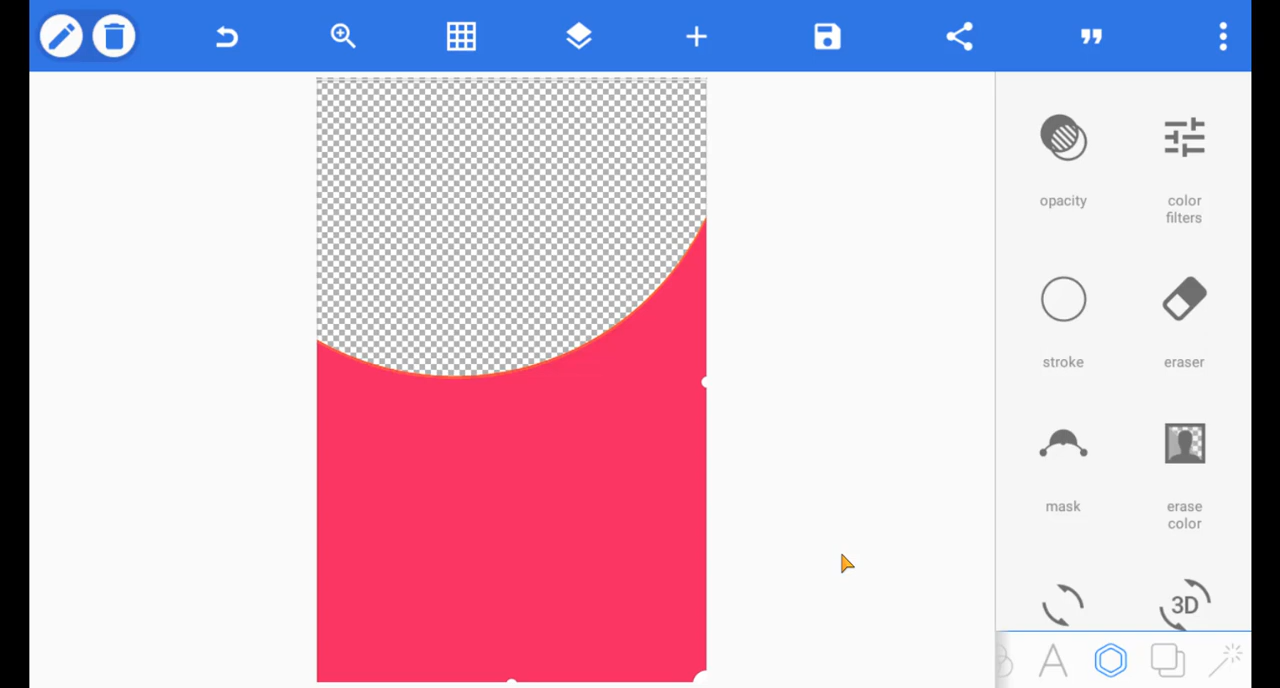 opacity
color
filters
stroke
eraser
mask
erase
color
3D
A